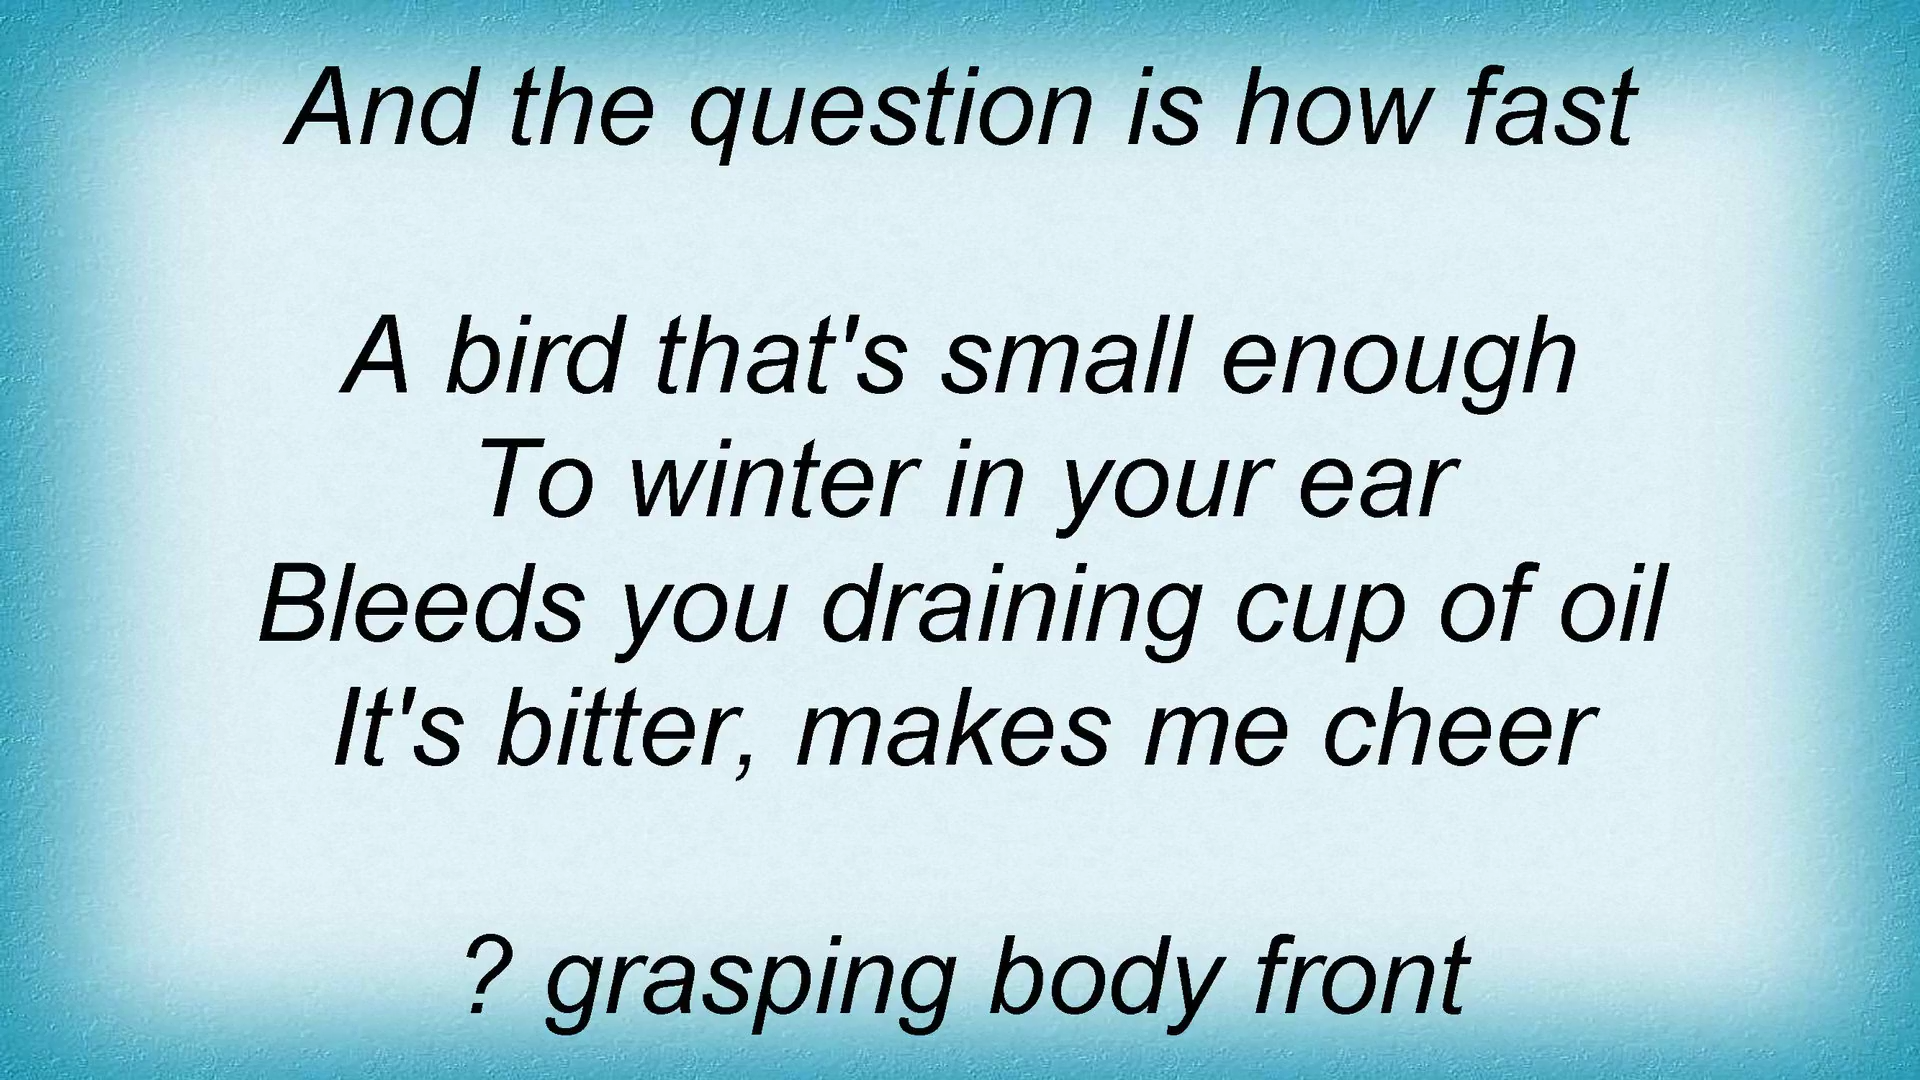 And the question is how fast
A bird that's small enough
To winter in your ear
Bleeds you draining cup of oil
It's bitter, makes me cheer
? grasping body front